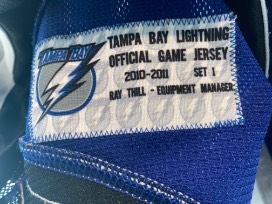 TAMPA BAY
TAMPA BAY LIGHTNING
OFFICIAL GAME JERSEY
2010-2011 SET 1
RAY THILL - EQUIPMENT MANAGER